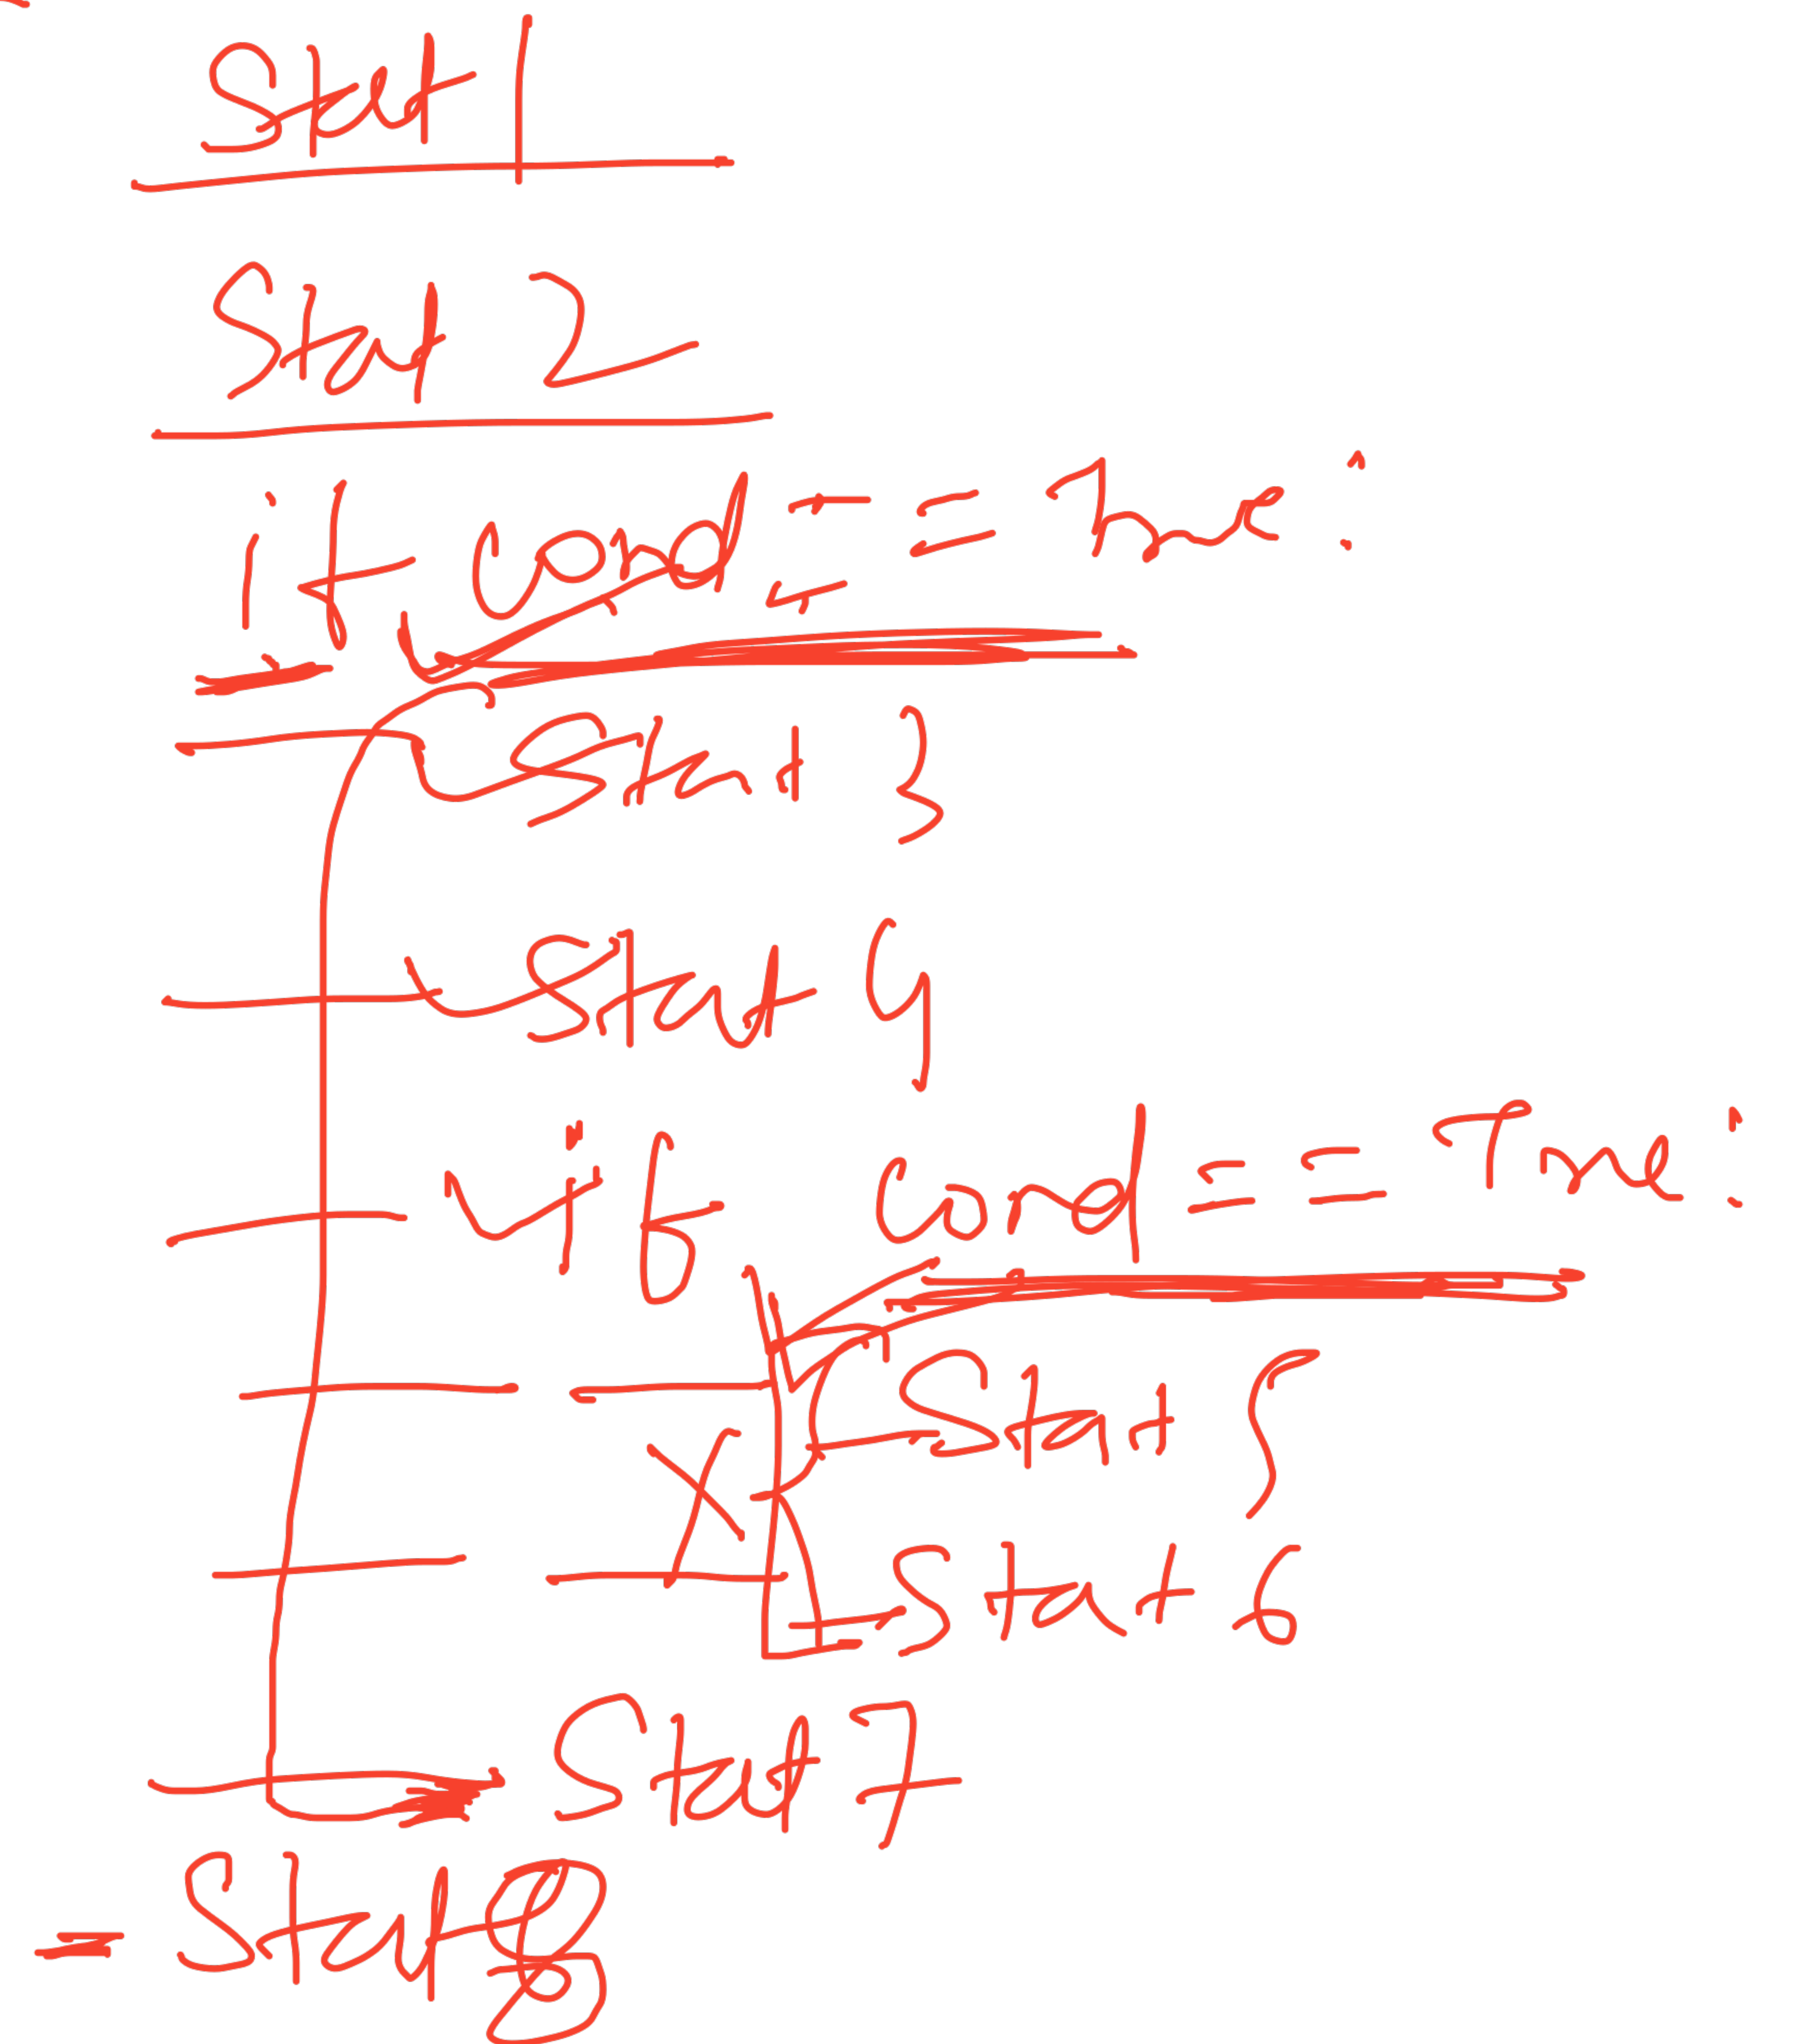 Stat 1
Stat 2
if cond == True:
Stat 3
Stat 4
if cond == True:
Stat 5
Stat 6
Stat 7
Stat 8